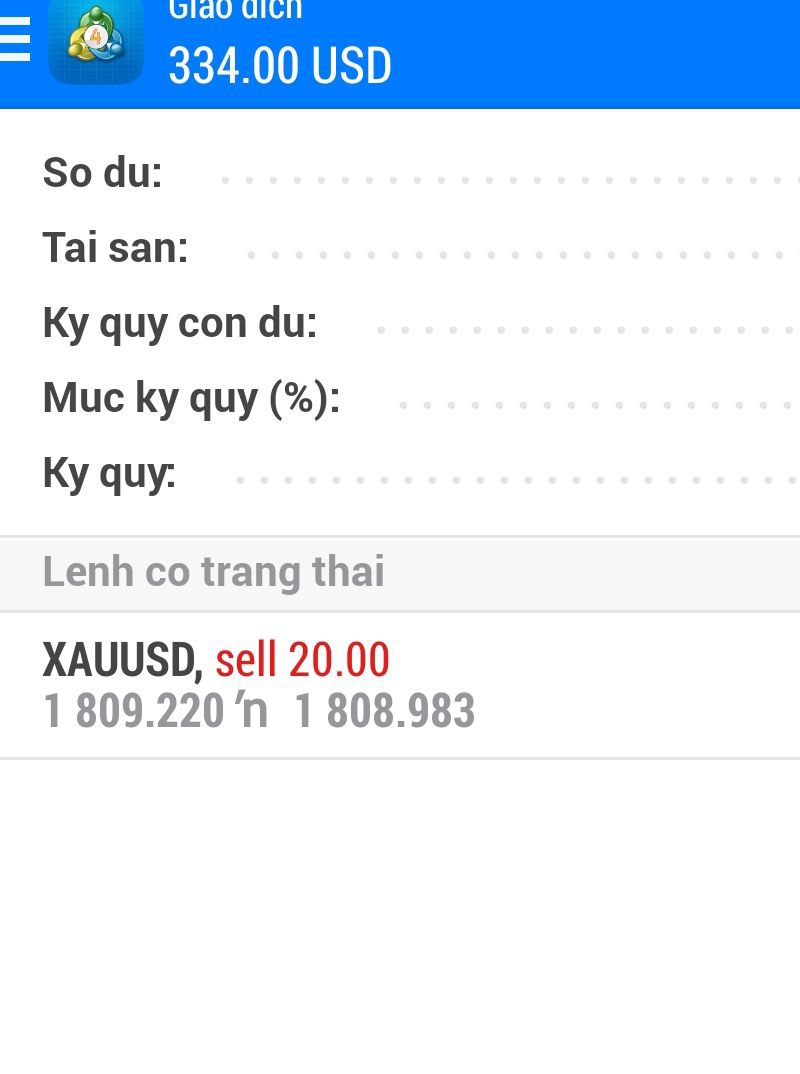 Giao dich
334.00 USD
So du:
Tai san:
Ky quy con du:
Muc ky quy (%):
Ky quy:
Lenh co trang thai
XAUUSD, sell 20.00
1 809.220 ’n 1 808.983